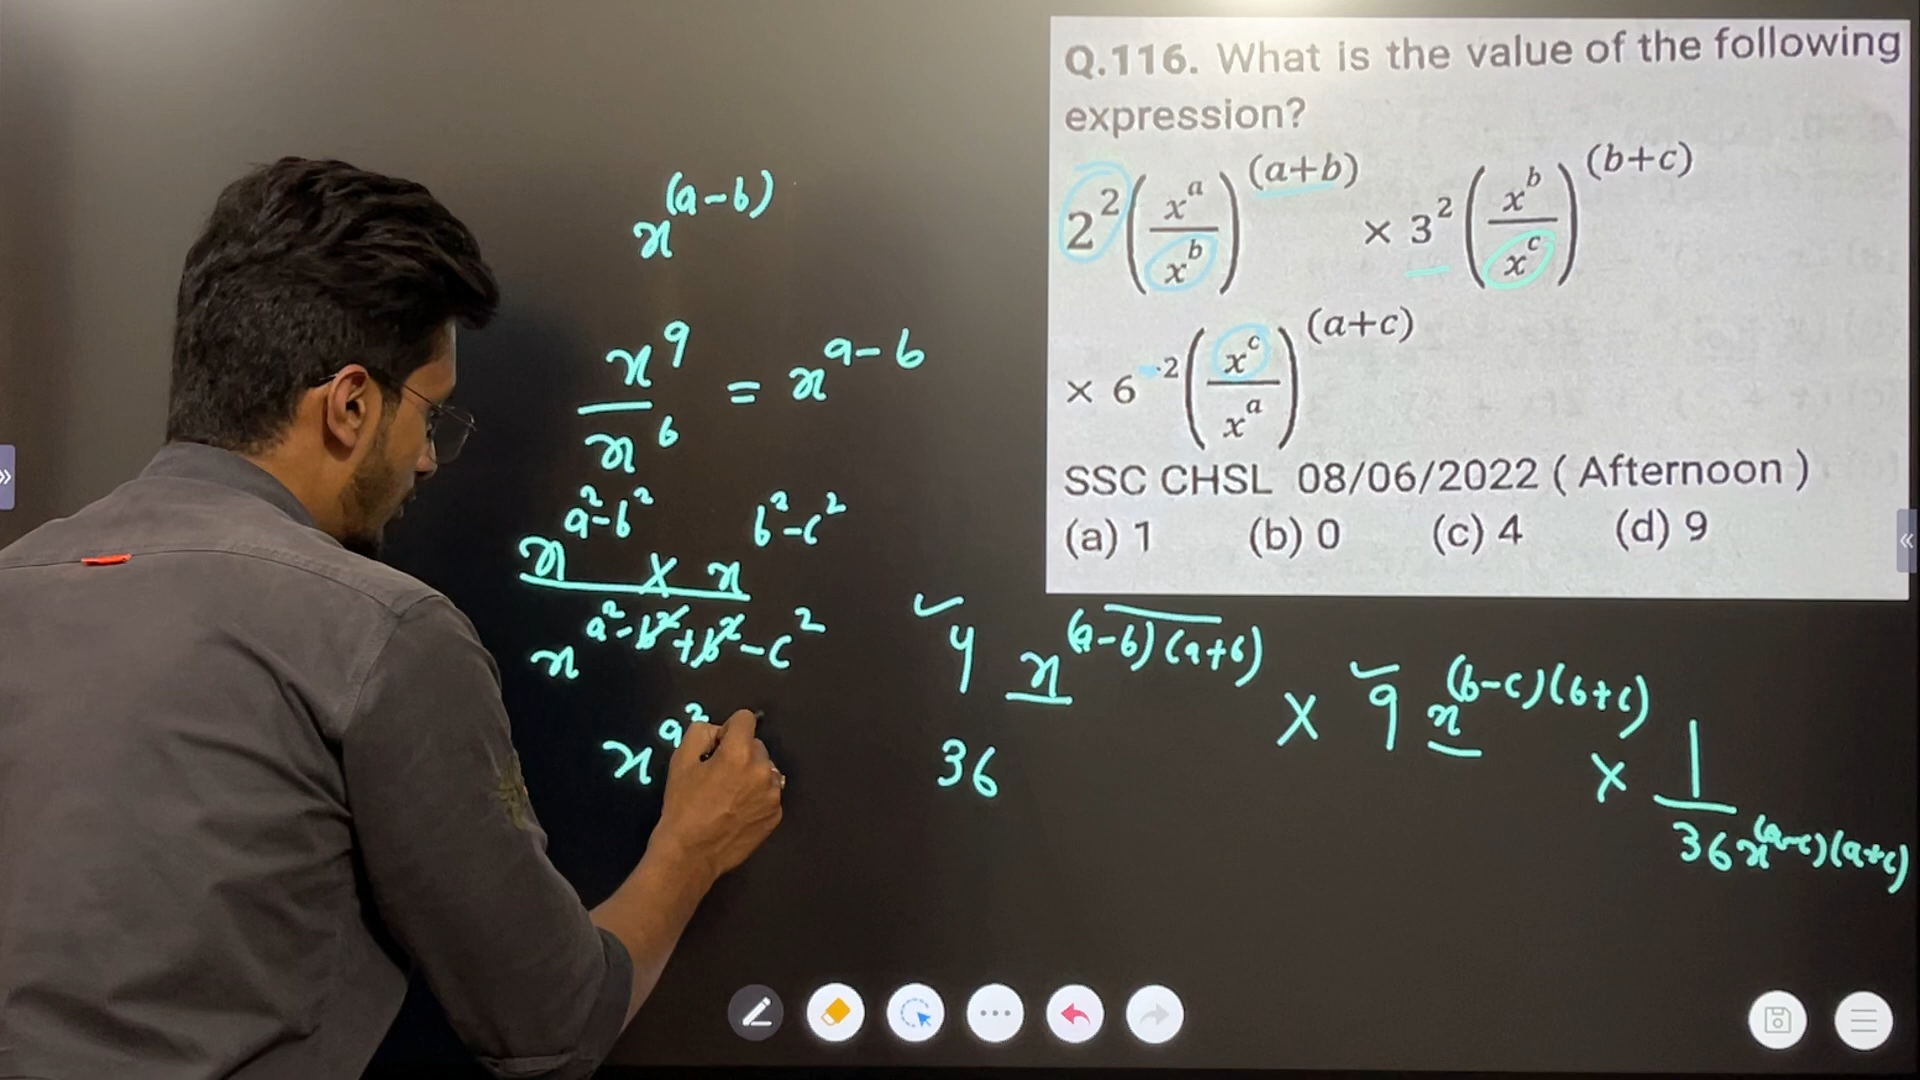 Q.116. What is the value of the following
expression?
2²(xᵃ/xᵇ)⁽ᵃ⁺ᵇ⁾ × 3²(xᵇ/xᶜ)⁽ᵇ⁺ᶜ⁾
× 6⁻²(xᶜ/xᵃ)⁽ᵃ⁺ᶜ⁾
SSC CHSL 08/06/2022 ( Afternoon )
(a) 1 (b) 0 (c) 4 (d) 9
x^(a-b)
x^a/x^b = x^a-b
x^a²-b² × x^b²-c²
x^a²-b²+b²-c²
x^a²
4 x^(a-b)(a+b) × 9 x^(b-c)(b+c) × 1/36x^(a-c)(a+c)
36